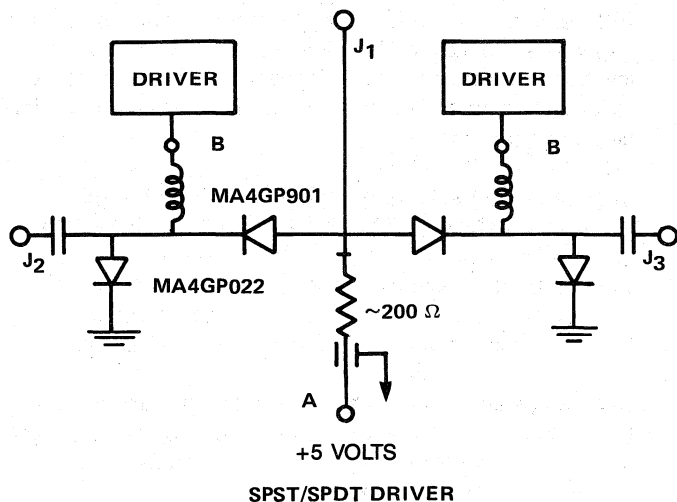 J1
DRIVER
DRIVER
B
B
MA4GP901
J2
J3
MA4GP022
~200 Ω
A
+5 VOLTS
SPST/SPDT DRIVER